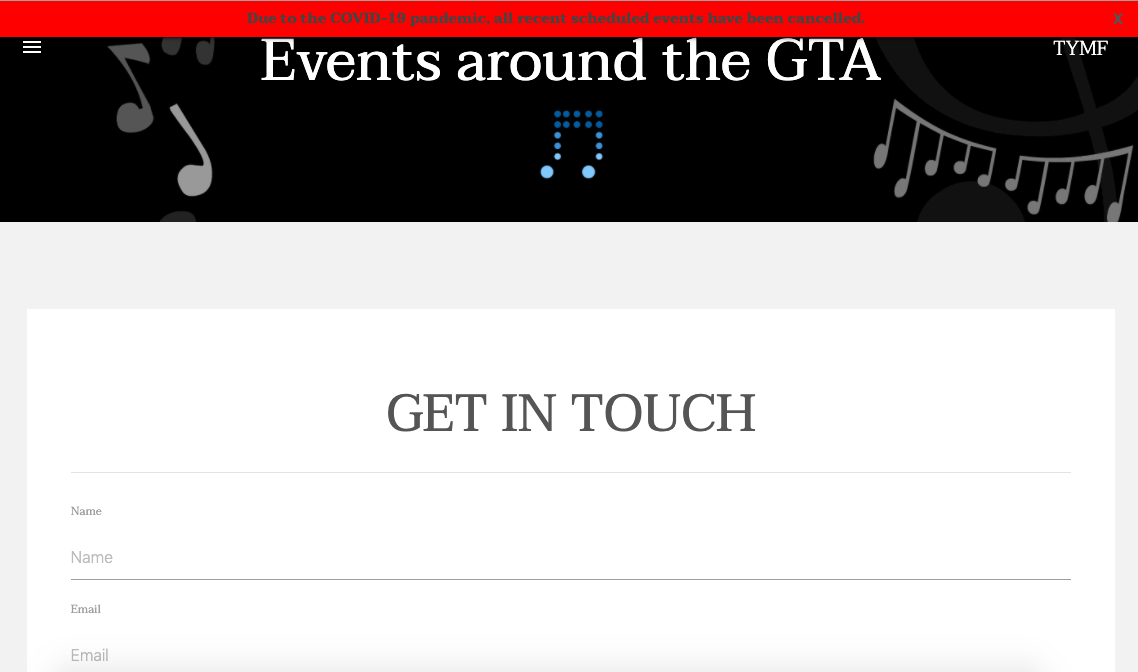 Due to the COVID-19 pandemic, all recent scheduled events have been cancelled.
x
TYMF
Events around the GTA
GET IN TOUCH
Name
Name
Email
Email